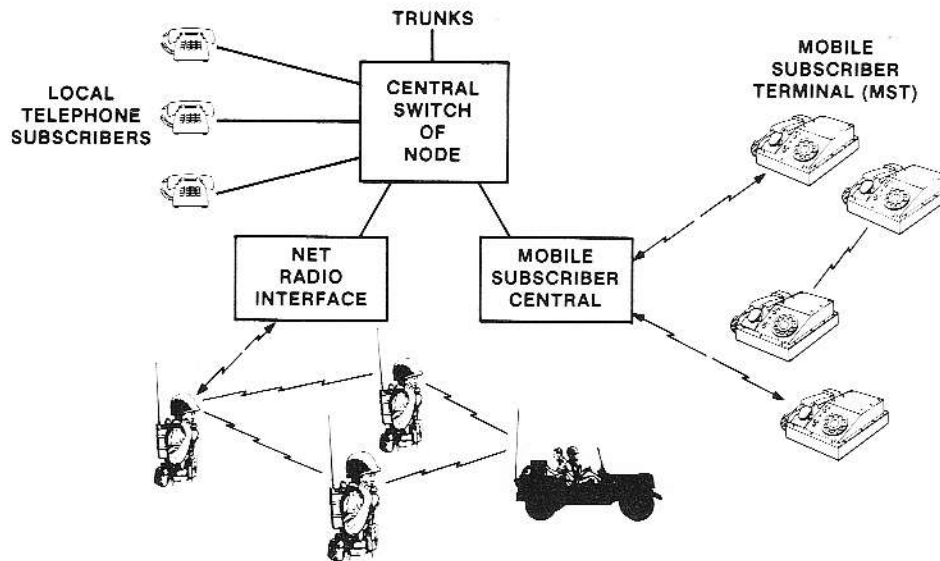 TRUNKS
CENTRAL
SWITCH
OF
NODE
LOCAL
TELEPHONE
SUBSCRIBERS
MOBILE
SUBSCRIBER
TERMINAL (MST)
NET
RADIO
INTERFACE
MOBILE
SUBSCRIBER
CENTRAL